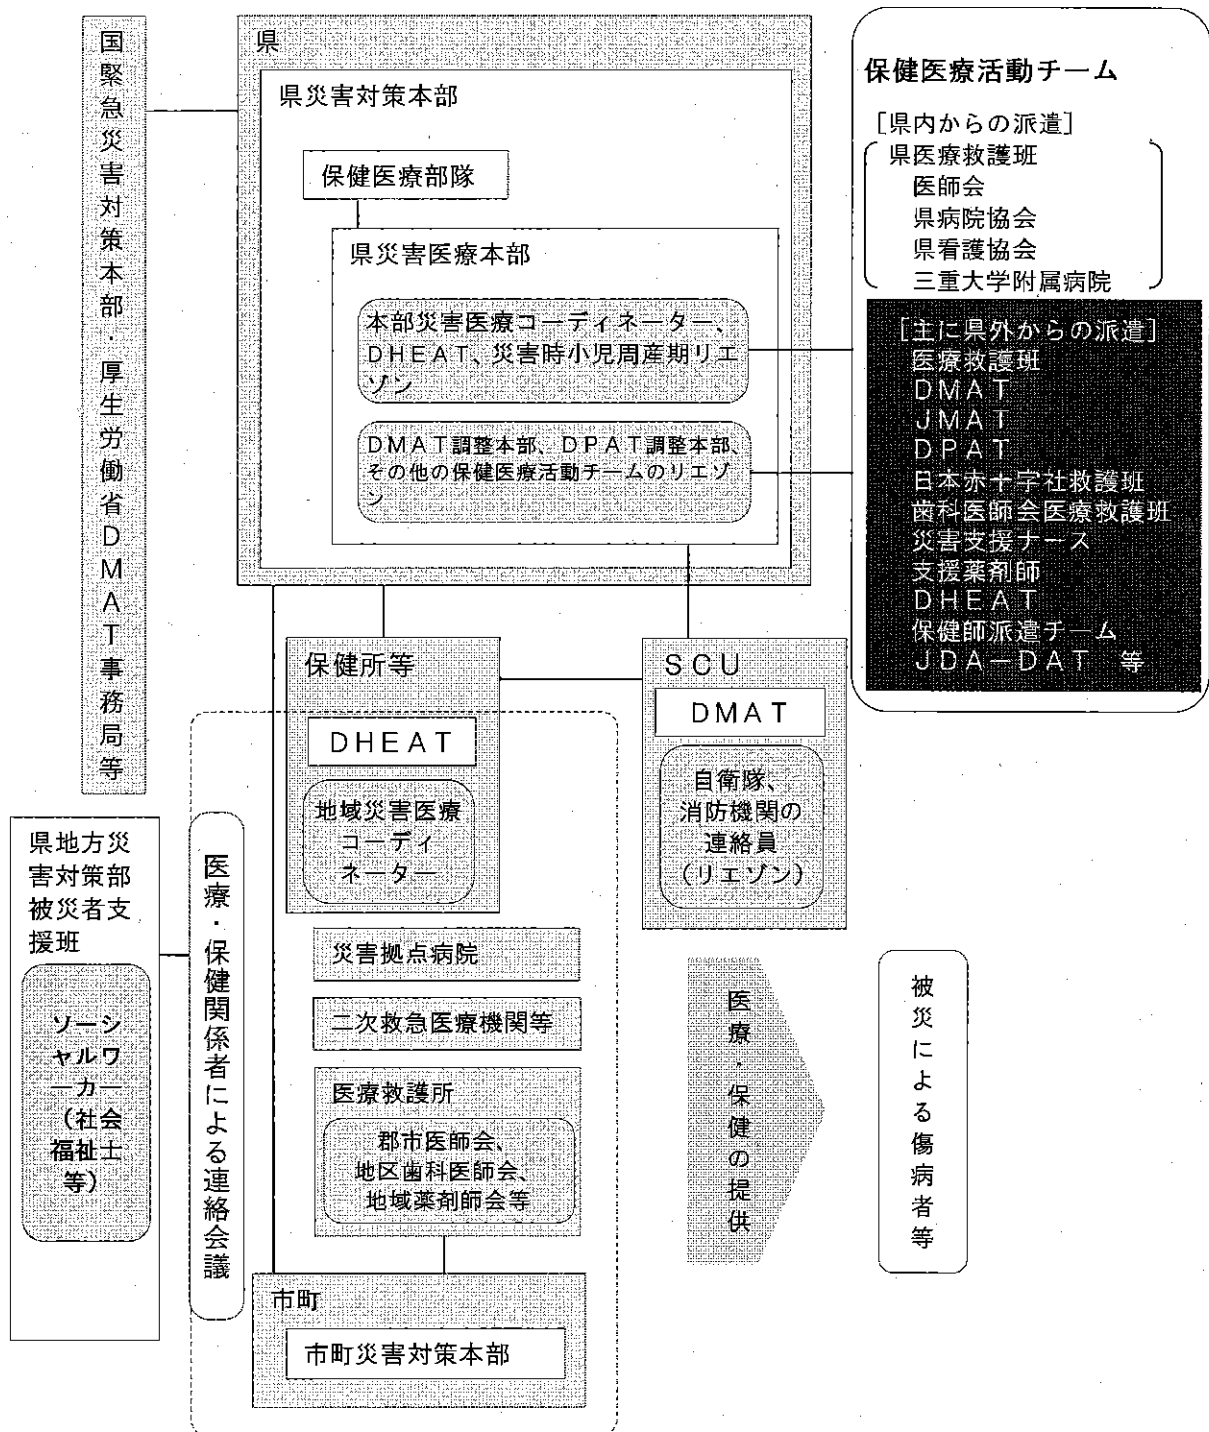 国緊急災害対策本部・厚生労働省DMAT事務局等
県
県災害対策本部
保健医療部隊
県災害医療本部
本部災害医療コーディネーター、
DHEAT、災害時小児周産期リエ
ゾン
DMAT調整本部、DPAT調整本部、
その他の保健医療活動チームのリエゾ
ン
保健医療活動チーム
［県内からの派遣］
県医療救護班
医師会
県病院協会
県看護協会
三重大学附属病院
［主に県外からの派遣］
医療救護班
DMAT
JMAT
DPAT
日本赤十字社救護班
歯科医師会医療救護班
災害支援ナース
支援薬剤師
DHEAT
保健師派遣チーム
JDA－DAT　等
保健所等
DHEAT
地域災害医療
コーディ
ネーター
SCU
DMAT
自衛隊、
消防機関の
連絡員
（リエゾン）
県地方災
害対策部
被災者支
援班
ソーシ
ャルワ
ーカー
（社会
福祉士
等）
医療・保健関係者による連絡会議
災害拠点病院
二次救急医療機関等
医療救護所
郡市医師会、
地区歯科医師会、
地域薬剤師会等
市町
市町災害対策本部
医療・保健の提供
被災による傷病者等